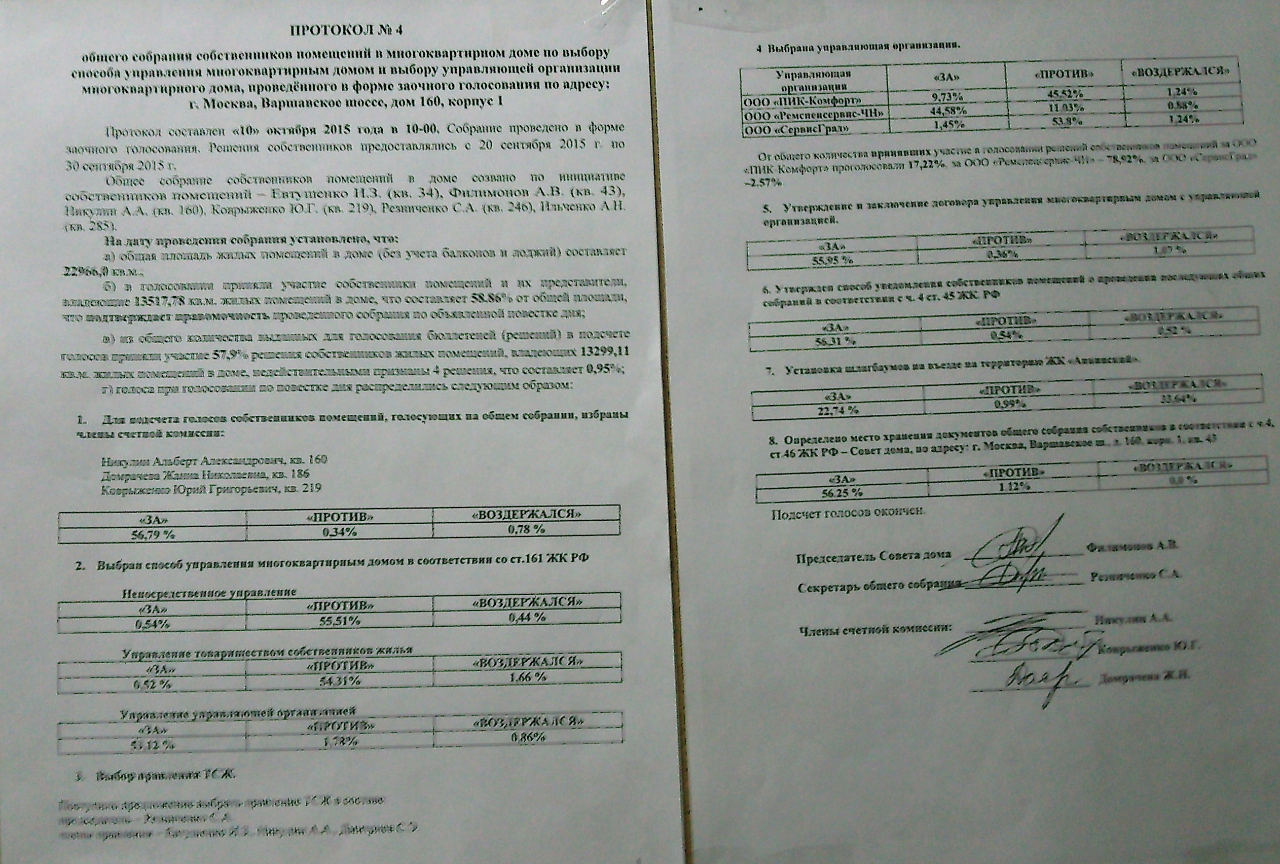 ПРОТОКОЛ № 4
общего собрания собственников помещений в многоквартирном доме по выбору
способа управления многоквартирным домом и выбору управляющей организации
многоквартирного дома, проведённого в форме заочного голосования по адресу:
г. Москва, Варшавское шоссе, дом 160, корпус 1
Протокол составлен «10» октября 2015 года в 10-00. Собрание проведено в форме
заочного голосования. Решения собственников предоставлялись с 20 сентября 2015 г. по
30 сентября 2015 г.
Общее собрание собственников помещений в доме созвано по инициативе
собственников помещений – Евтушенко И.З. (кв. 34), Филимонов А.В. (кв. 43),
Никулин А.А. (кв. 160), Коврыженко Ю.Г. (кв. 219), Резниченко С.А. (кв. 246), Ильченко А.Н.
(кв. 285).
На дату проведения собрания установлено, что:
а) общая площадь жилых помещений в доме (без учета балконов и лоджий) составляет
22966,0 кв.м.,
б) в голосовании приняли участие собственники помещений и их представители,
владеющие 13517,78 кв.м. жилых помещений в доме, что составляет 58.86% от общей площади,
что подтверждает правомочность проведенного собрания по объявленной повестке дня;
в) из общего количества выданных для голосования бюллетеней (решений) в подсчете
голосов приняли участие 57,9% решения собственников жилых помещений, владеющих 13299,11
кв.м. жилых помещений в доме, недействительными признаны 4 решения, что составляет 0,95%;
г) голоса при голосовании по повестке дня распределились следующим образом:
1. Для подсчета голосов собственников помещений, голосующих на общем собрании, избраны
члены счетной комиссии:
Никулин Альберт Александрович, кв. 160
Домрачева Жанна Николаевна, кв. 186
Коврыженко Юрий Григорьевич, кв. 219
«ЗА» «ПРОТИВ» «ВОЗДЕРЖАЛСЯ»
56,79 % 0,34% 0,78 %
2. Выбран способ управления многоквартирным домом в соответствии со ст.161 ЖК РФ
Непосредственное управление
«ЗА» «ПРОТИВ» «ВОЗДЕРЖАЛСЯ»
0,54% 55,51% 0,44 %
Управление товариществом собственников жилья
«ЗА» «ПРОТИВ» «ВОЗДЕРЖАЛСЯ»
0,52 % 54,31% 1,66 %
Управление управляющей организацией
«ЗА» «ПРОТИВ» «ВОЗДЕРЖАЛСЯ»
1,78% 0,86%
3. Выбор правления ТСЖ.
Поступило предложение выбрать правление ТСЖ в составе
председатель – Резниченко С.А.
члены правления – Евтушенко И.З., Никулин А.А., Дмитриев С.
4 Выбрана управляющая организация.
Управляющая организация «ЗА» «ПРОТИВ» «ВОЗДЕРЖАЛСЯ»
ООО «ПИК-Комфорт» 9,73% 45,52% 1,24%
ООО «Ремспецсервис-ЧН» 44,58% 11,03% 0,88%
ООО «СервисГрад» 1,45% 53,8% 1,24%
От общего количества принявших участие в голосовании решений собственников помещений за ООО
«ПИК-Комфорт» проголосовали 17,22%, за ООО «Ремспецсервис-ЧН» – 78,92%, за ООО «СервисГрад»
–2.57%
5. Утверждение и заключение договора управления многоквартирным домом с управляющей
организацией.
«ЗА» «ПРОТИВ» «ВОЗДЕРЖАЛСЯ»
55,95 % 0,36% 1,07 %
6. Утвержден способ уведомления собственников помещений о проведении последующих общих
собраний в соответствии с ч. 4 ст. 45 ЖК. РФ
«ЗА» «ПРОТИВ» «ВОЗДЕРЖАЛСЯ»
56,31 % 0,54% 0,52 %
7. Установка шлагбаумов на въезде на территорию ЖК «Аннинский».
«ЗА» «ПРОТИВ» «ВОЗДЕРЖАЛСЯ»
22,74 % 0,99% 33,64%
8. Определено место хранения документов общего собрания собственников в соответствии с ч.4,
ст.46 ЖК РФ – Совет дома, по адресу: г. Москва, Варшавское ш., д. 160, корп. 1, кв. 43
«ЗА» «ПРОТИВ» «ВОЗДЕРЖАЛСЯ»
56.25 % 1.12%
Подсчет голосов окончен.
Председатель Совета дома Филимонов А.В.
Секретарь общего собрания Резниченко С.А.
Члены счетной комиссии: Никулин А.А.
Коврыженко Ю.Г.
Домрачева Ж.Н.